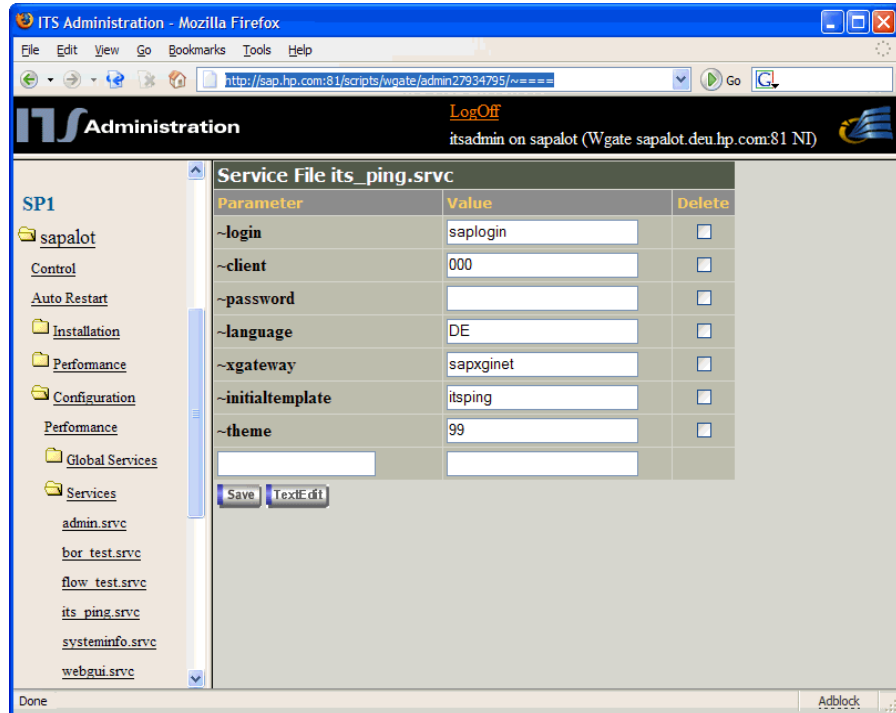 ITS Administration - Mozilla Firefox
File Edit View Go Bookmarks Tools Help
http://sap.hp.com:81/scripts/wgate/admin27934795/~==== Go G
ITS Administration
LogOff
itsadmin on sapalot (Wgate sapalot.deu.hp.com:81 NI)
SP1
sapalot
Control
Auto Restart
Installation
Performance
Configuration
Performance
Global Services
Services
admin.srvc
bor_test.srvc
flow_test.srvc
its_ping.srvc
systeminfo.srvc
webgui.srvc
Service File its_ping.srvc
Parameter Value Delete
~login saplogin
~client 000
~password
~language DE
~xgateway sapxginet
~initialtemplate itsping
~theme 99
Save TextEdit
Done Adblock